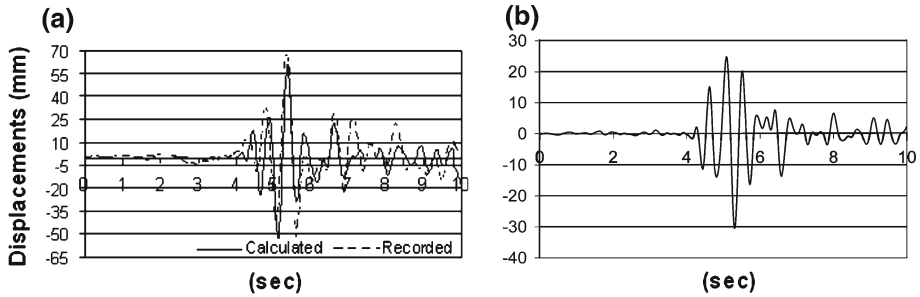 (a)
Displacements (mm)
70
55
40
25
10
-5
-20
-35
-50
-65
0 1 2 3 4 5 6 7 8 9 10
Calculated Recorded
(sec)
(b)
30
20
10
0
-10
-20
-30
-40
0 2 4 6 8 10
(sec)